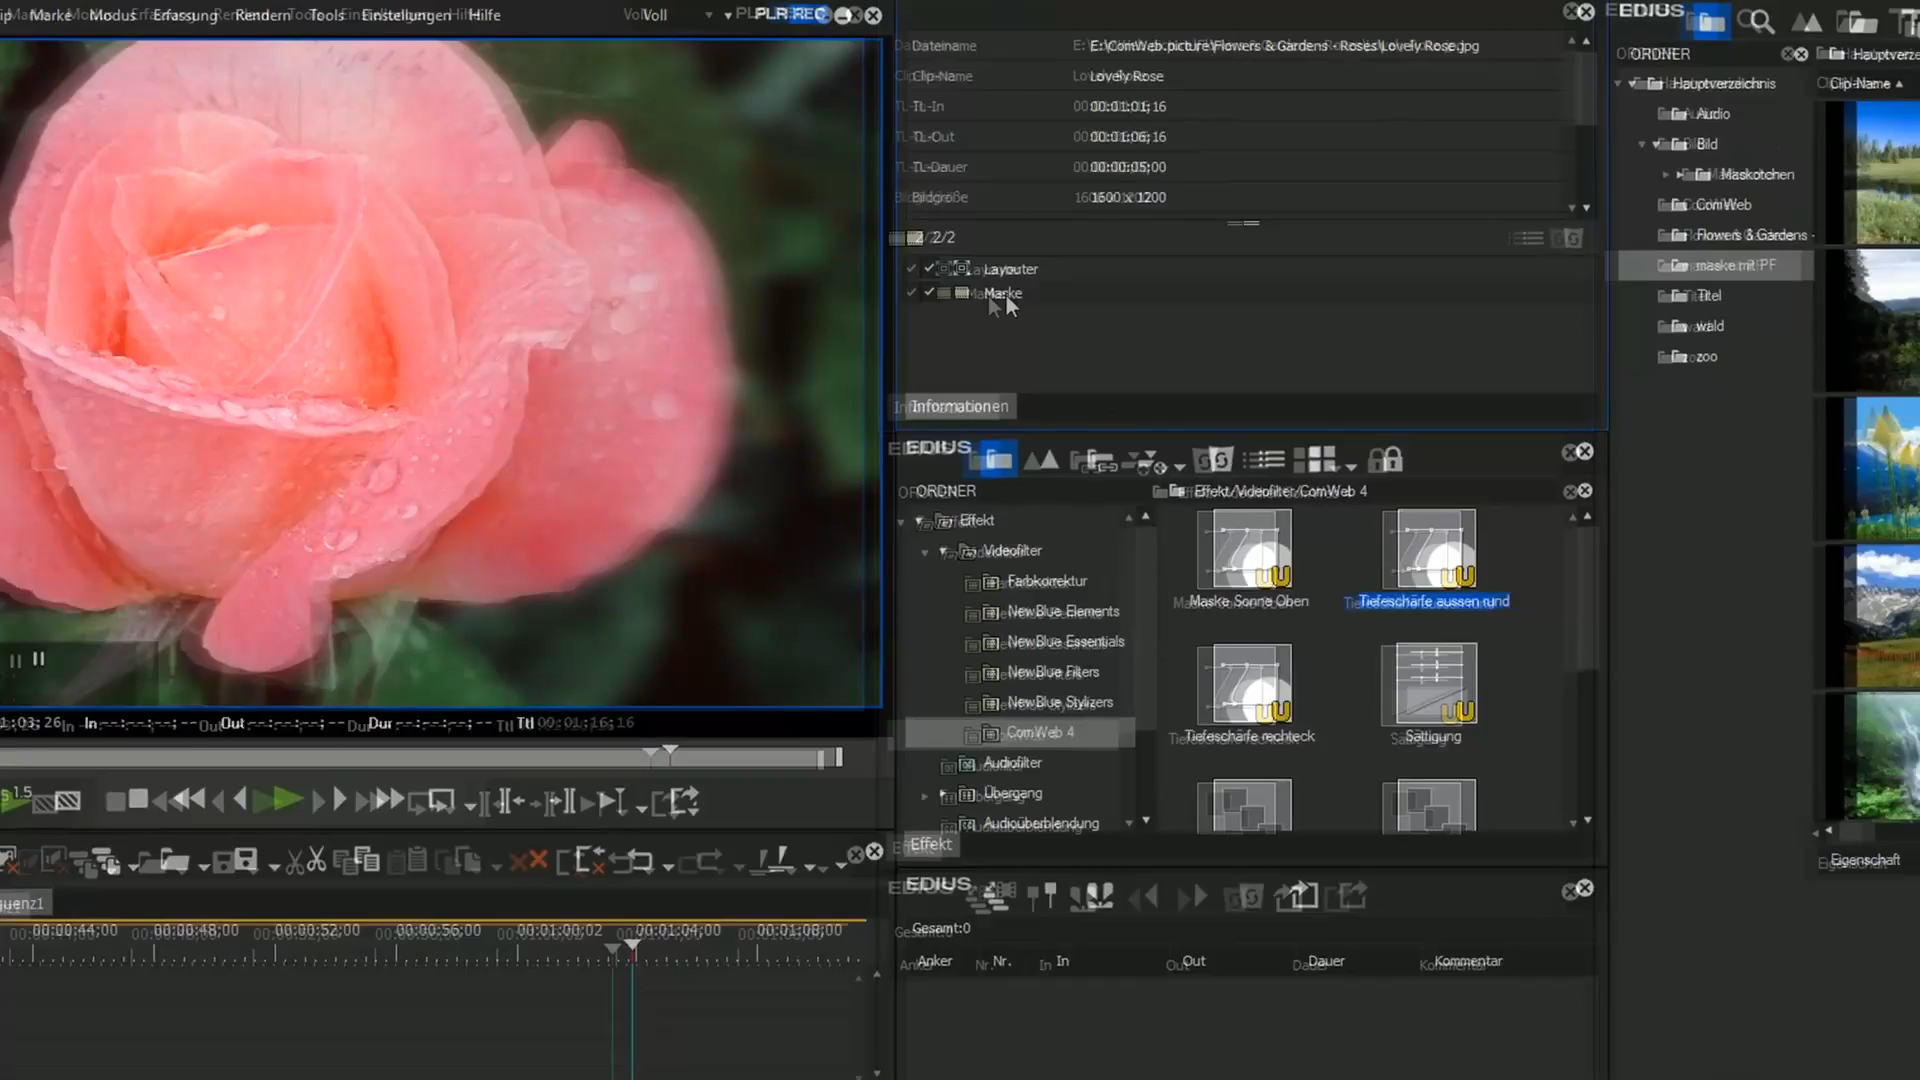 Marke Modus Erfassung Rendern Tools Einstellungen Hilfe
Voll
PLR REC
Dateiname E:\ComWeb.picture\Flowers & Gardens - Roses\Lovely Rose.jpg
Clip-Name Lovely Rose
TL-In 00:01:01;16
TL-Out 00:01:06;16
TL-Dauer 00:00:05;00
Bildgröße 1600 x 1200
2/2
Layouter
Maske
Informationen
EDIUS
ORDNER
Hauptverzeichnis
Audio
Bild
Maskotchen
ComWeb
Flowers & Gardens -
maske mit PF
Titel
wald
zoo
Clip-Name
Eigenschaft
EDIUS
ORDNER
Effekt/Videofilter/ComWeb 4
Effekt
Videofilter
Farbkorrektur
NewBlue Elements
NewBlue Essentials
NewBlue Filters
NewBlue Stylizers
ComWeb 4
Audiofilter
Übergang
Audioüberblendung
Maske Sonne Oben
Tiefeschärfe aussen rund
Tiefeschärfe rechteck
Sättigung
Effekt
In --:--:--;-- Out --:--:--;-- Dur --:--:--;-- Ttl 00:01:16;16
1.5
00:00:44;00 00:00:48;00 00:00:52;00 00:00:56;00 00:01:00;02 00:01:04;00 00:01:08;00
EDIUS
Gesamt:0
Anker Nr. In Out Dauer Kommentar